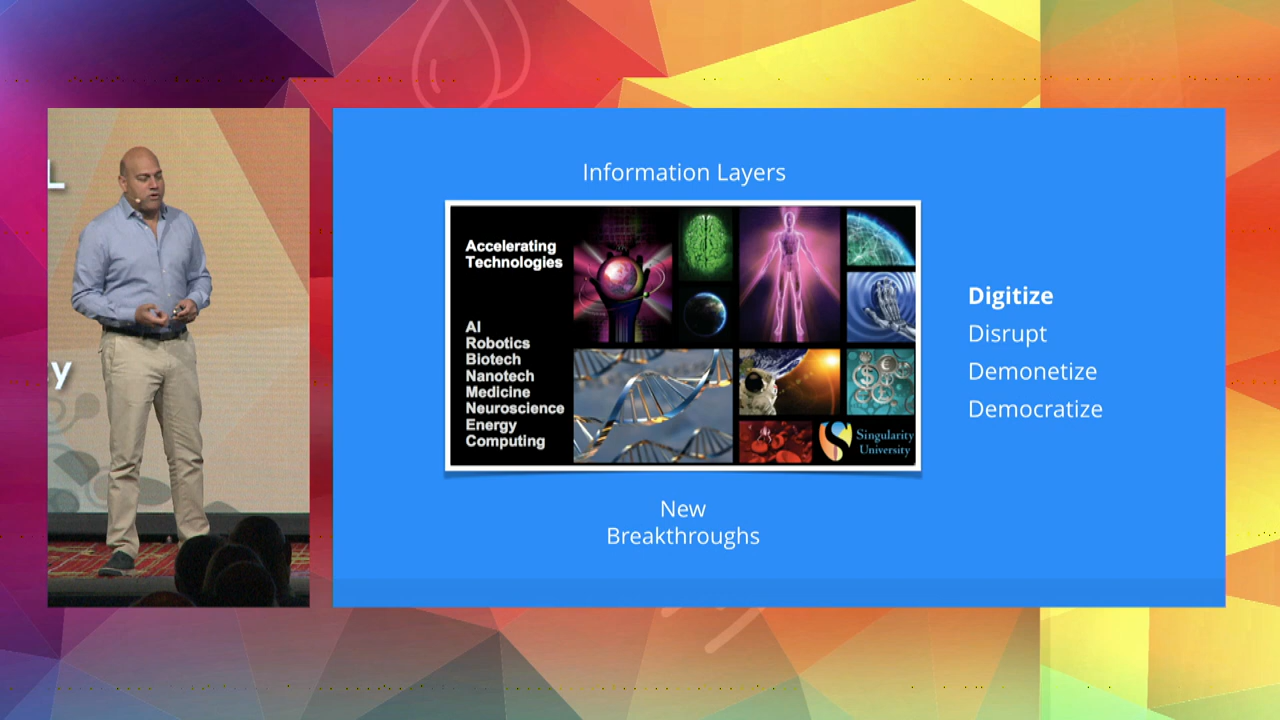 L
y
Information Layers
Accelerating
Technologies
AI
Robotics
Biotech
Nanotech
Medicine
Neuroscience
Energy
Computing
Singularity
University
New
Breakthroughs
Digitize
Disrupt
Demonetize
Democratize